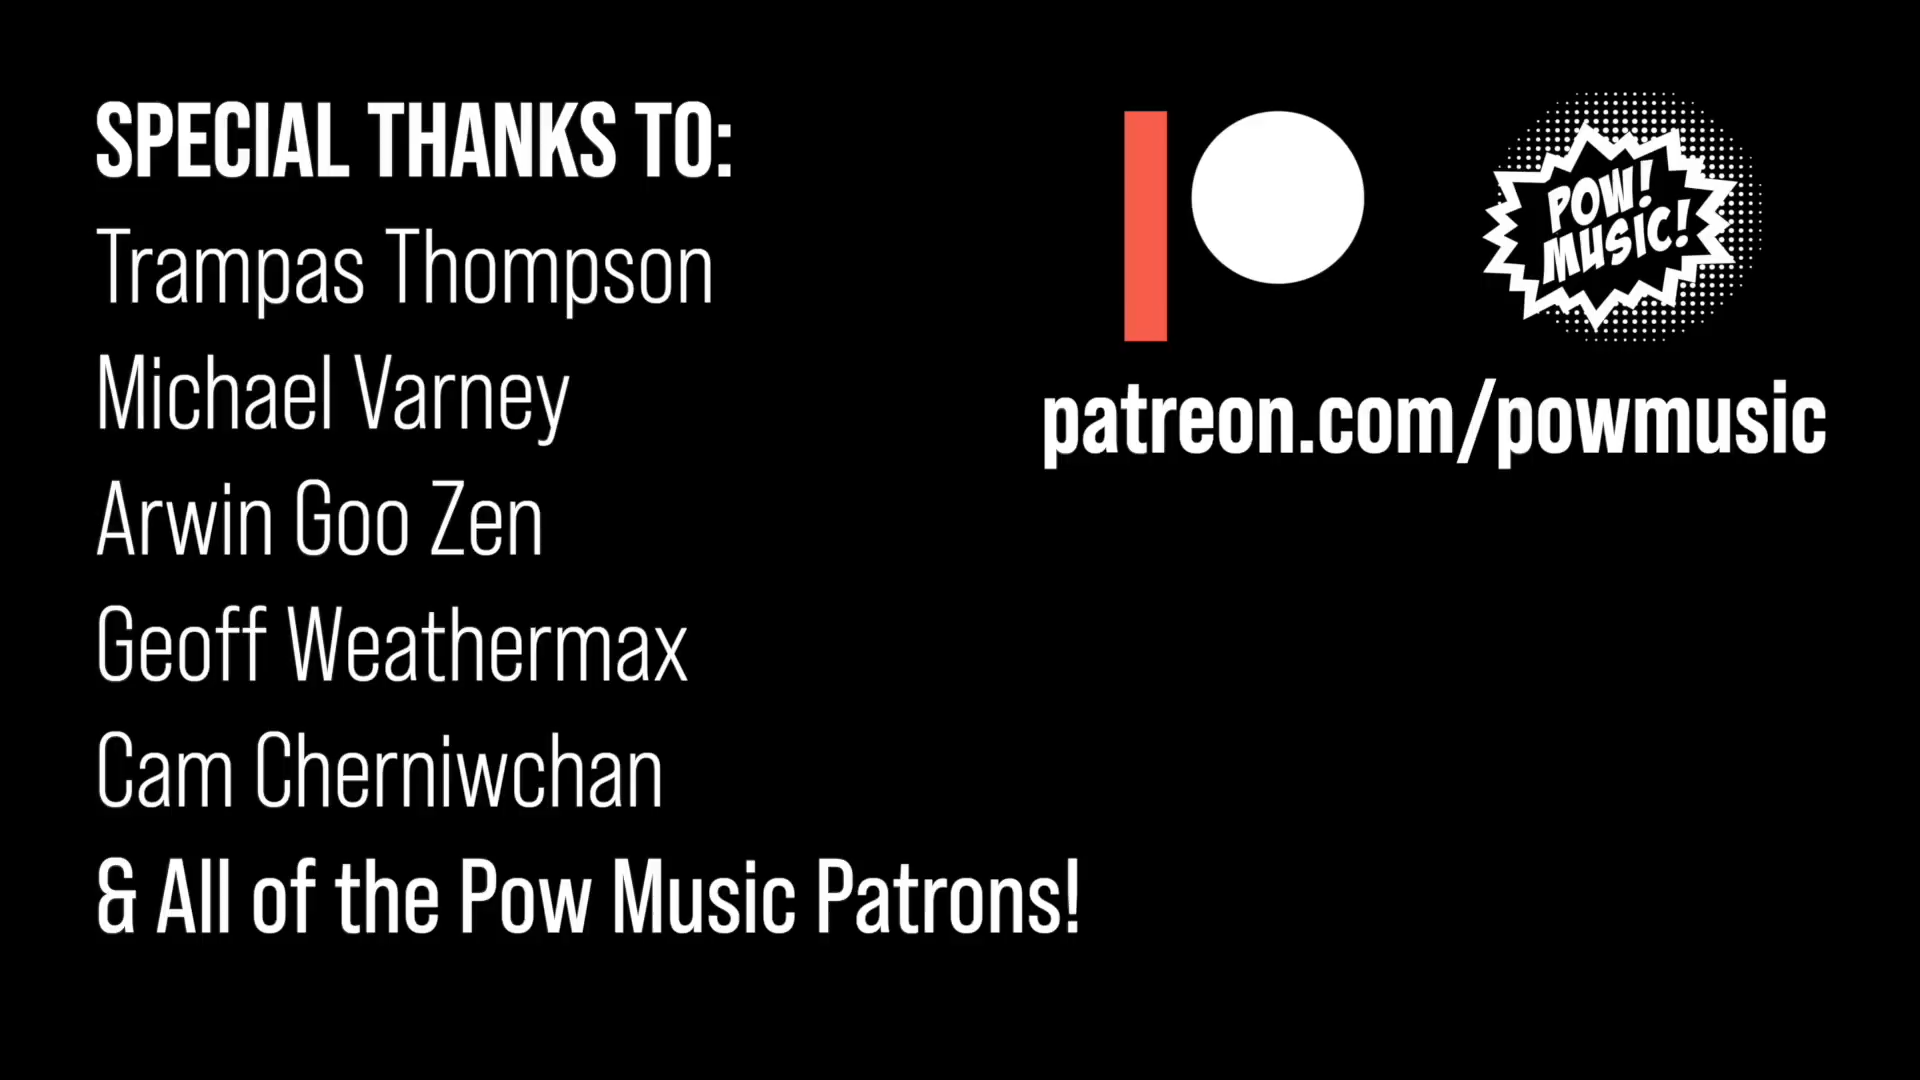 SPECIAL THANKS TO:
Trampas Thompson
Michael Varney
Arwin Goo Zen
Geoff Weathermax
Cam Cherniwchan
& All of the Pow Music Patrons!
POW!
MUSIC!
patreon.com/powmusic